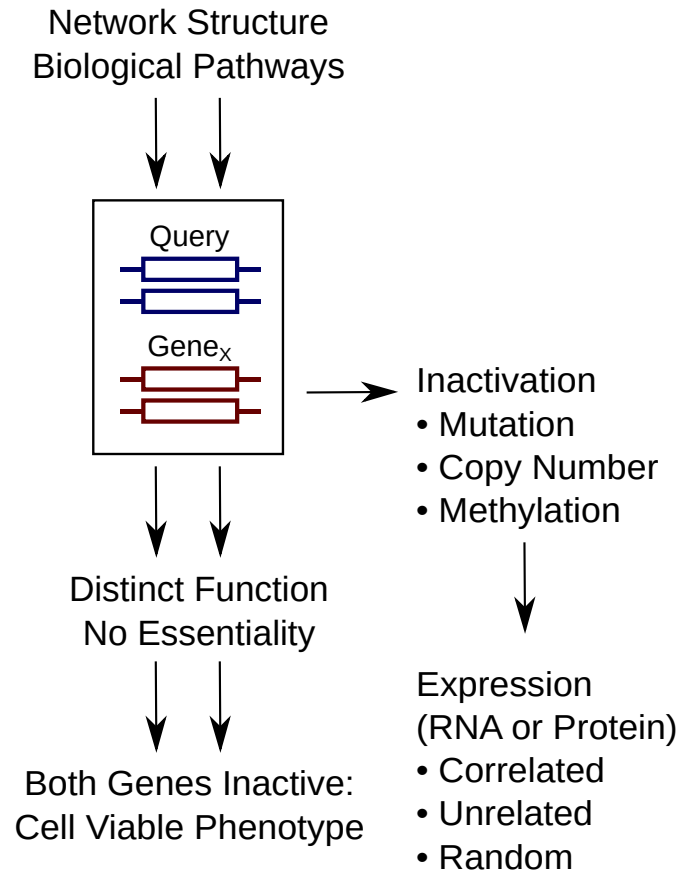 Network Structure
Biological Pathways
Query
GeneX
Distinct Function
No Essentiality
Both Genes Inactive:
Cell Viable Phenotype
Inactivation
• Mutation
• Copy Number
• Methylation
Expression
(RNA or Protein)
• Correlated
• Unrelated
• Random